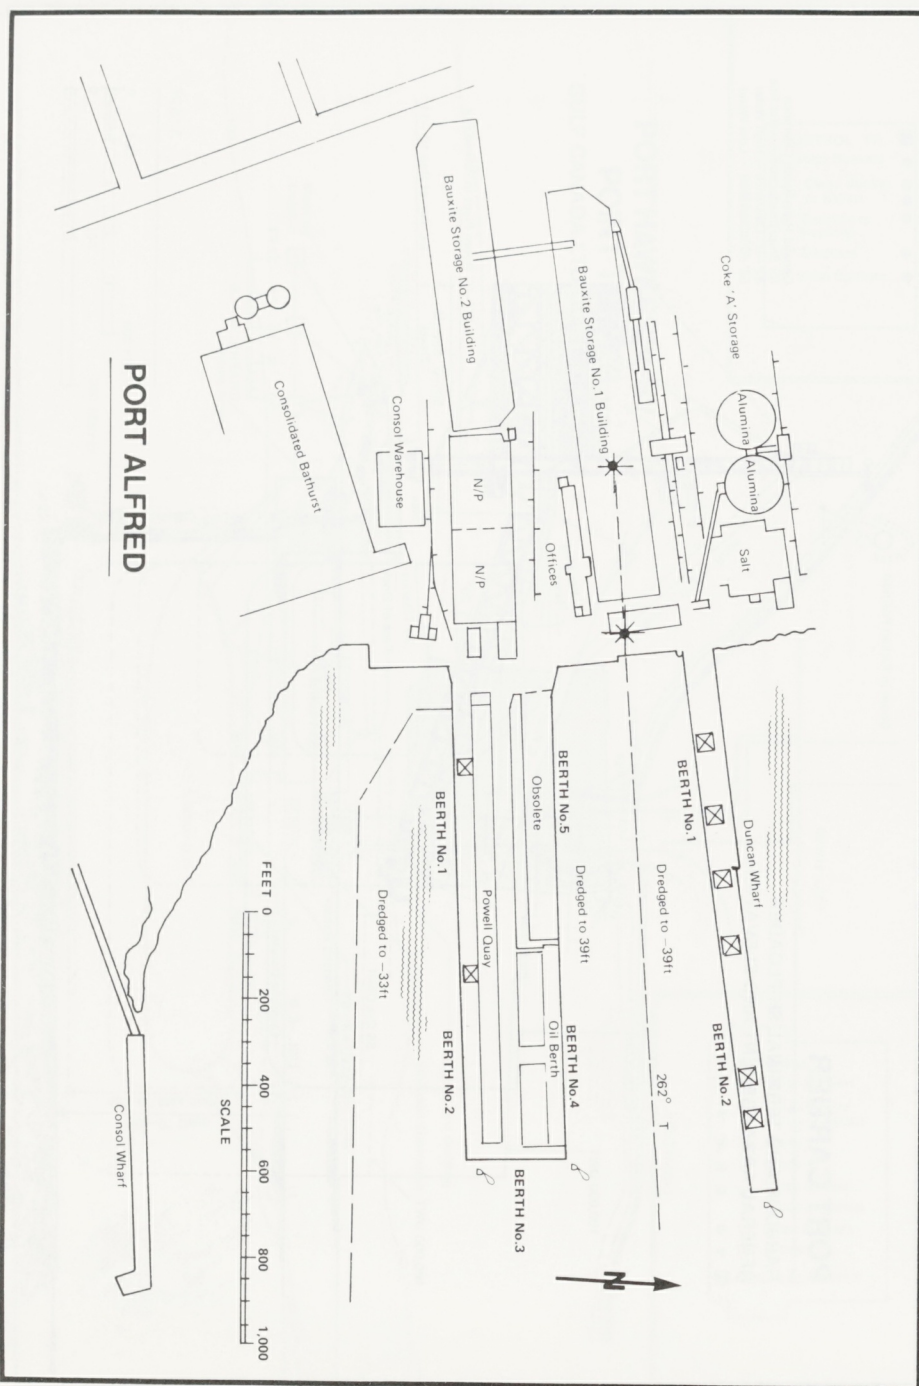 PORT ALFRED
Coke 'A' Storage
Alumina
Alumina
Salt
Bauxite Storage No.1 Building
Bauxite Storage No.2 Building
Offices
N/P
N/P
Consol Warehouse
Consolidated Bathurst
BERTH No.1
Duncan Wharf
BERTH No.2
Dredged to -39ft
262° T
Dredged to 39ft
BERTH No.5
Obsolete
Oil Berth
BERTH No.4
BERTH No.3
Powell Quay
BERTH No.1
BERTH No.2
Dredged to -33ft
FEET 0 200 400 600 800 1,000
SCALE
Consol Wharf
N